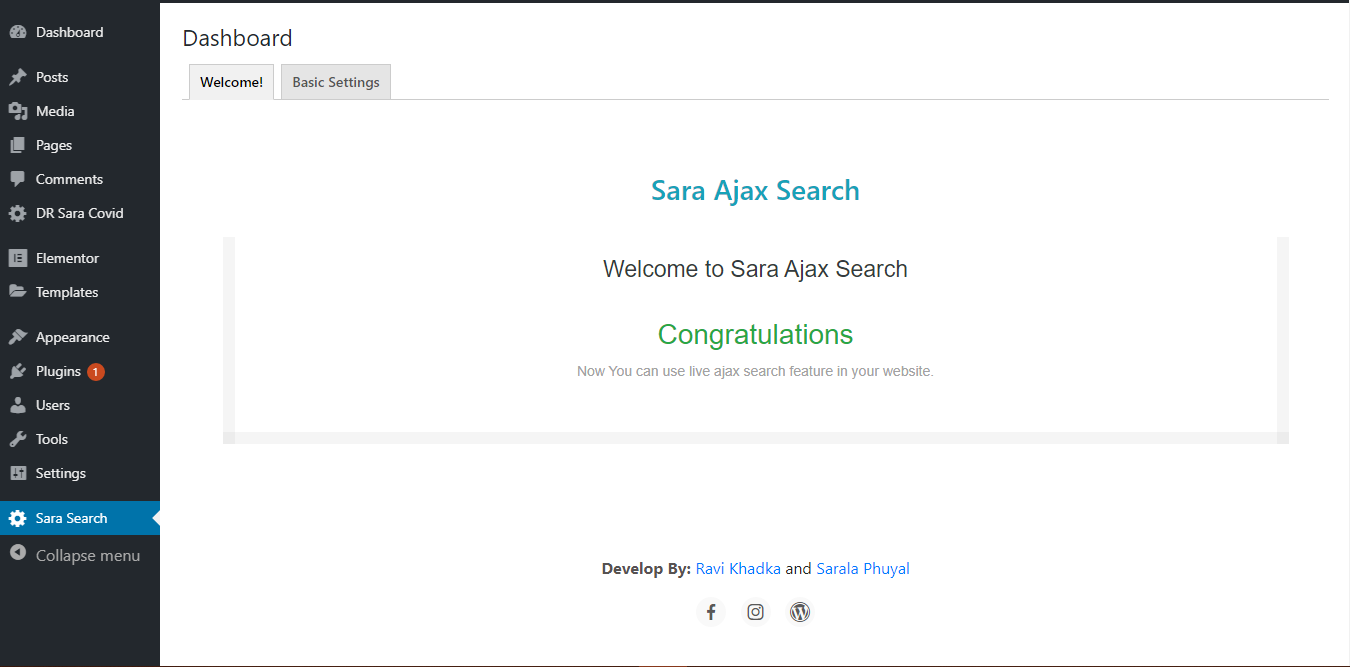 Dashboard
Posts
Media
Pages
Comments
DR Sara Covid
Elementor
Templates
Appearance
Plugins 1
Users
Tools
Settings
Sara Search
Collapse menu
Dashboard
Welcome! Basic Settings
Sara Ajax Search
Welcome to Sara Ajax Search
Congratulations
Now You can use live ajax search feature in your website.
Develop By: Ravi Khadka and Sarala Phuyal